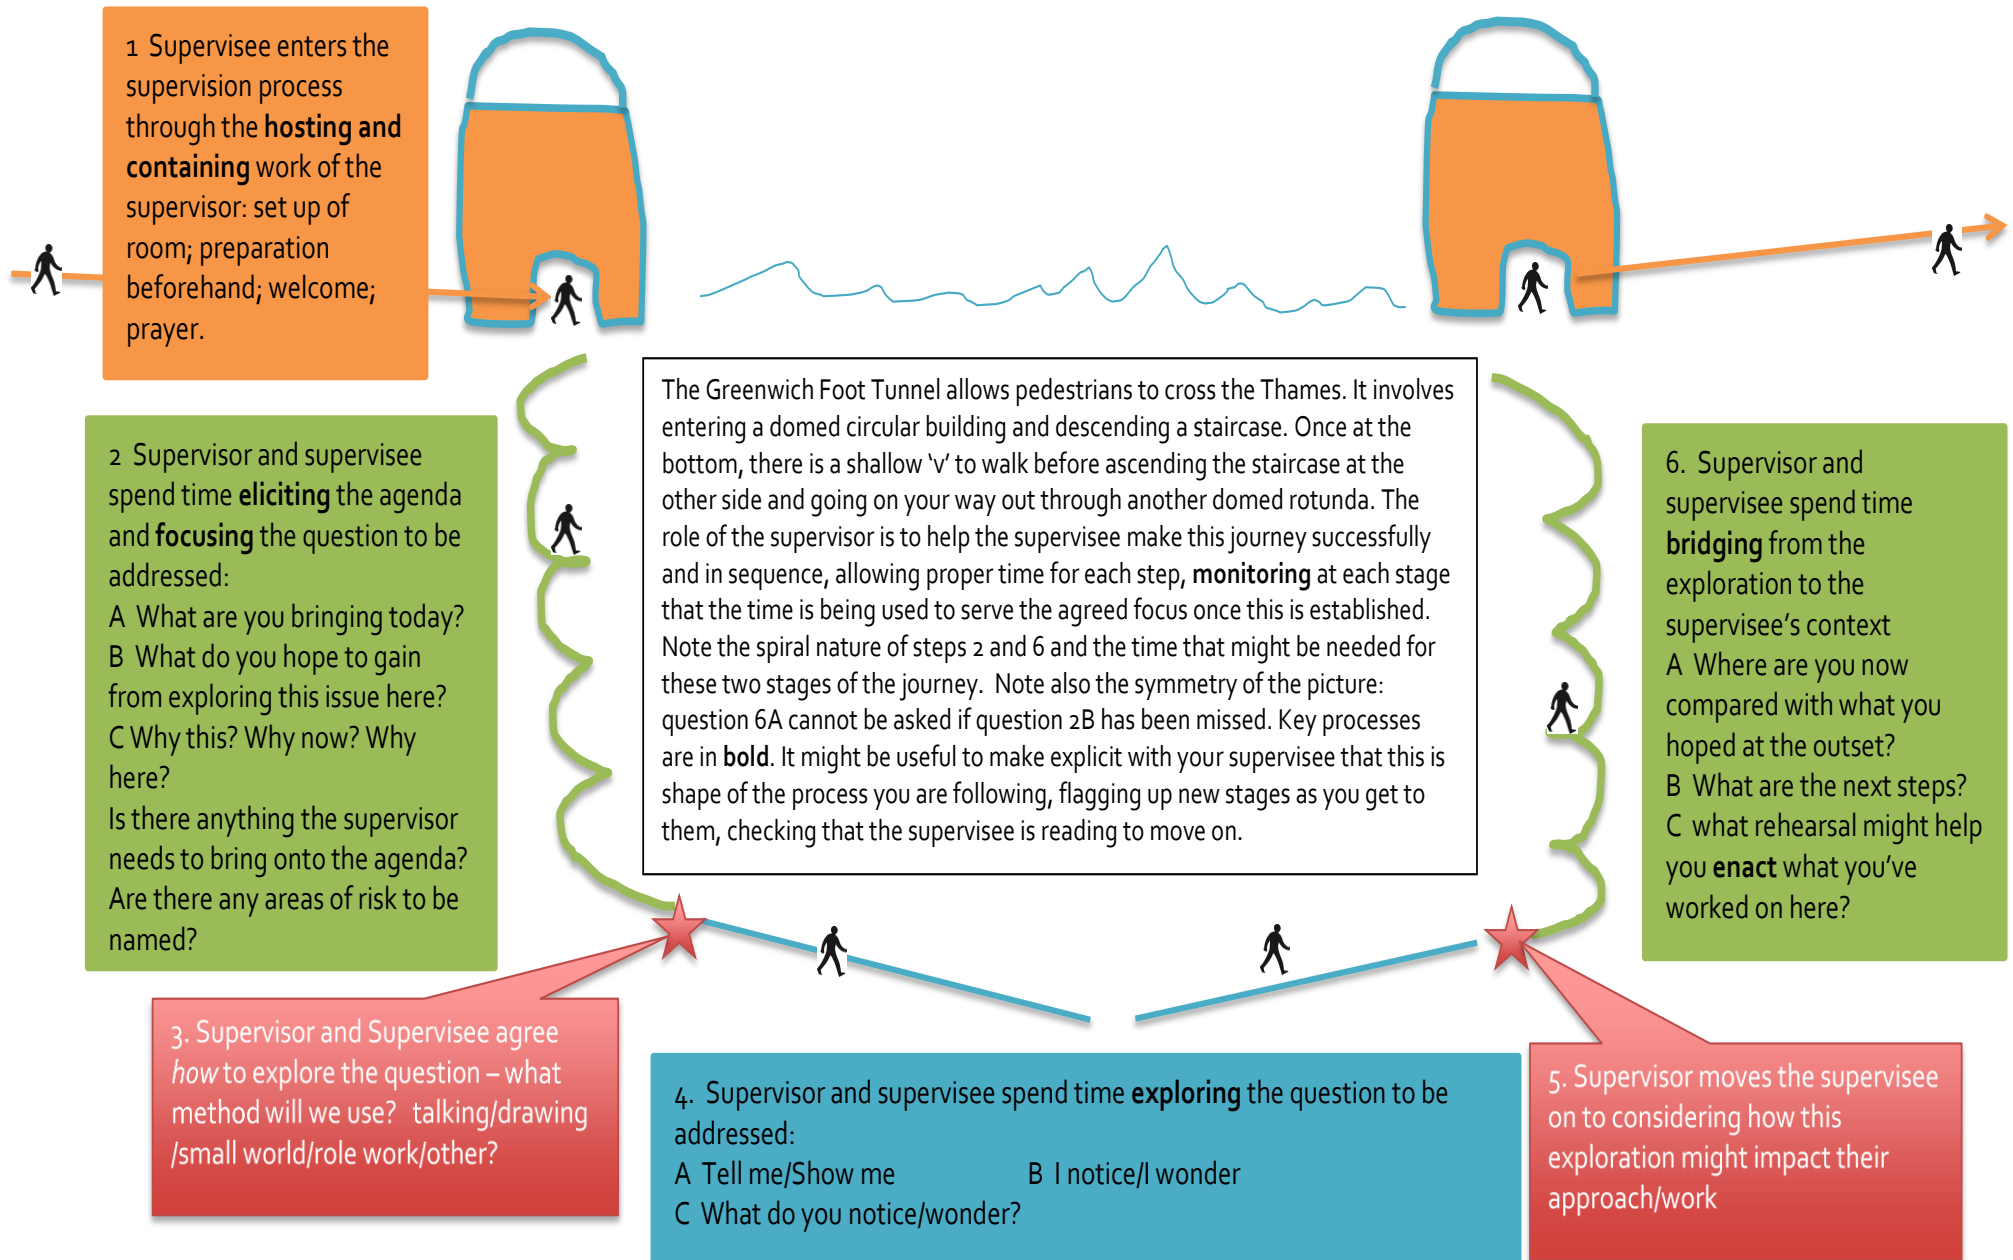 1 Supervisee enters the
supervision process
through the hosting and
containing work of the
supervisor: set up of
room; preparation
beforehand; welcome;
prayer.
2 Supervisor and supervisee
spend time eliciting the agenda
and focusing the question to be
addressed:
A What are you bringing today?
B What do you hope to gain
from exploring this issue here?
C Why this? Why now? Why
here?
Is there anything the supervisor
needs to bring onto the agenda?
Are there any areas of risk to be
named?
The Greenwich Foot Tunnel allows pedestrians to cross the Thames. It involves
entering a domed circular building and descending a staircase. Once at the
bottom, there is a shallow ‘v’ to walk before ascending the staircase at the
other side and going on your way out through another domed rotunda. The
role of the supervisor is to help the supervisee make this journey successfully
and in sequence, allowing proper time for each step, monitoring at each stage
that the time is being used to serve the agreed focus once this is established.
Note the spiral nature of steps 2 and 6 and the time that might be needed for
these two stages of the journey. Note also the symmetry of the picture:
question 6A cannot be asked if question 2B has been missed. Key processes
are in bold. It might be useful to make explicit with your supervisee that this is
shape of the process you are following, flagging up new stages as you get to
them, checking that the supervisee is reading to move on.
6. Supervisor and
supervisee spend time
bridging from the
exploration to the
supervisee’s context
A Where are you now
compared with what you
hoped at the outset?
B What are the next steps?
C what rehearsal might help
you enact what you’ve
worked on here?
3. Supervisor and Supervisee agree
how to explore the question – what
method will we use? talking/drawing
/small world/role work/other?
4. Supervisor and supervisee spend time exploring the question to be
addressed:
A Tell me/Show me B I notice/I wonder
C What do you notice/wonder?
5. Supervisor moves the supervisee
on to considering how this
exploration might impact their
approach/work